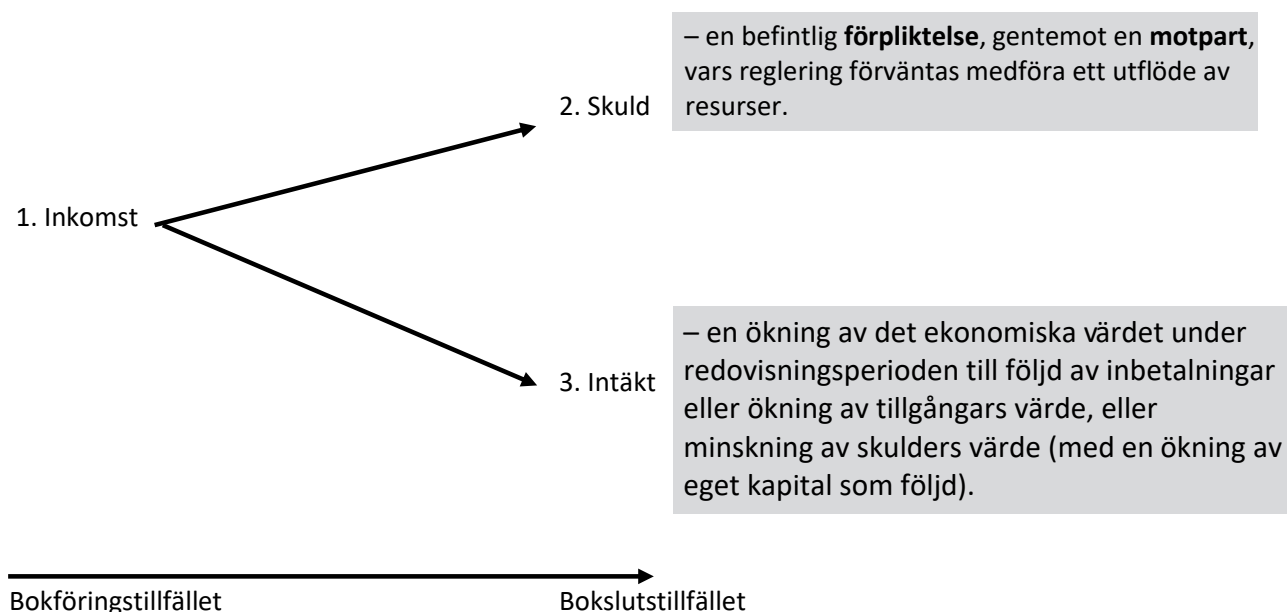 – en befintlig förpliktelse, gentemot en motpart,
vars reglering förväntas medföra ett utflöde av
resurser.
2. Skuld
1. Inkomst
3. Intäkt
– en ökning av det ekonomiska värdet under
redovisningsperioden till följd av inbetalningar
eller ökning av tillgångars värde, eller
minskning av skulders värde (med en ökning av
eget kapital som följd).
Bokföringstillfället
Bokslutstillfället